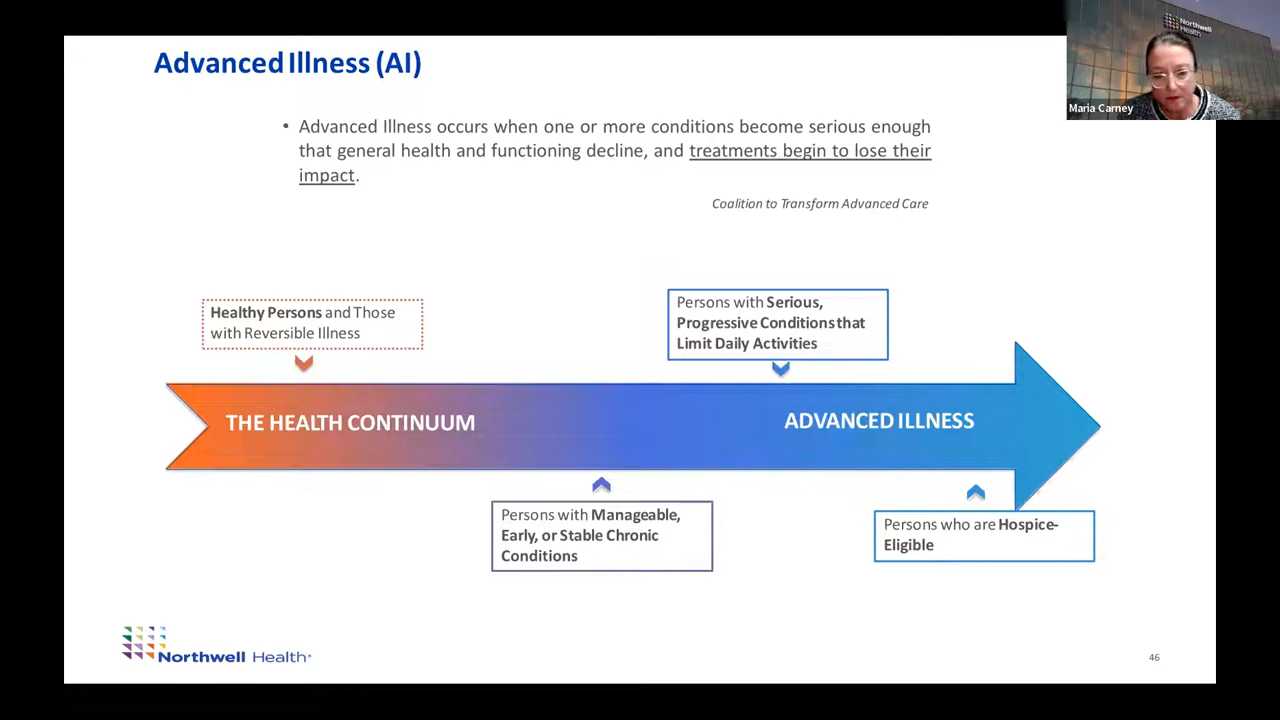 Advanced Illness (AI)
Northwell
Health
Maria Carney
• Advanced Illness occurs when one or more conditions become serious enough
that general health and functioning decline, and treatments begin to lose their
impact.
Coalition to Transform Advanced Care
Healthy Persons and Those
with Reversible Illness
Persons with Serious,
Progressive Conditions that
Limit Daily Activities
THE HEALTH CONTINUUM
ADVANCED ILLNESS
Persons with Manageable,
Early, or Stable Chronic
Conditions
Persons who are Hospice-
Eligible
Northwell Health
46